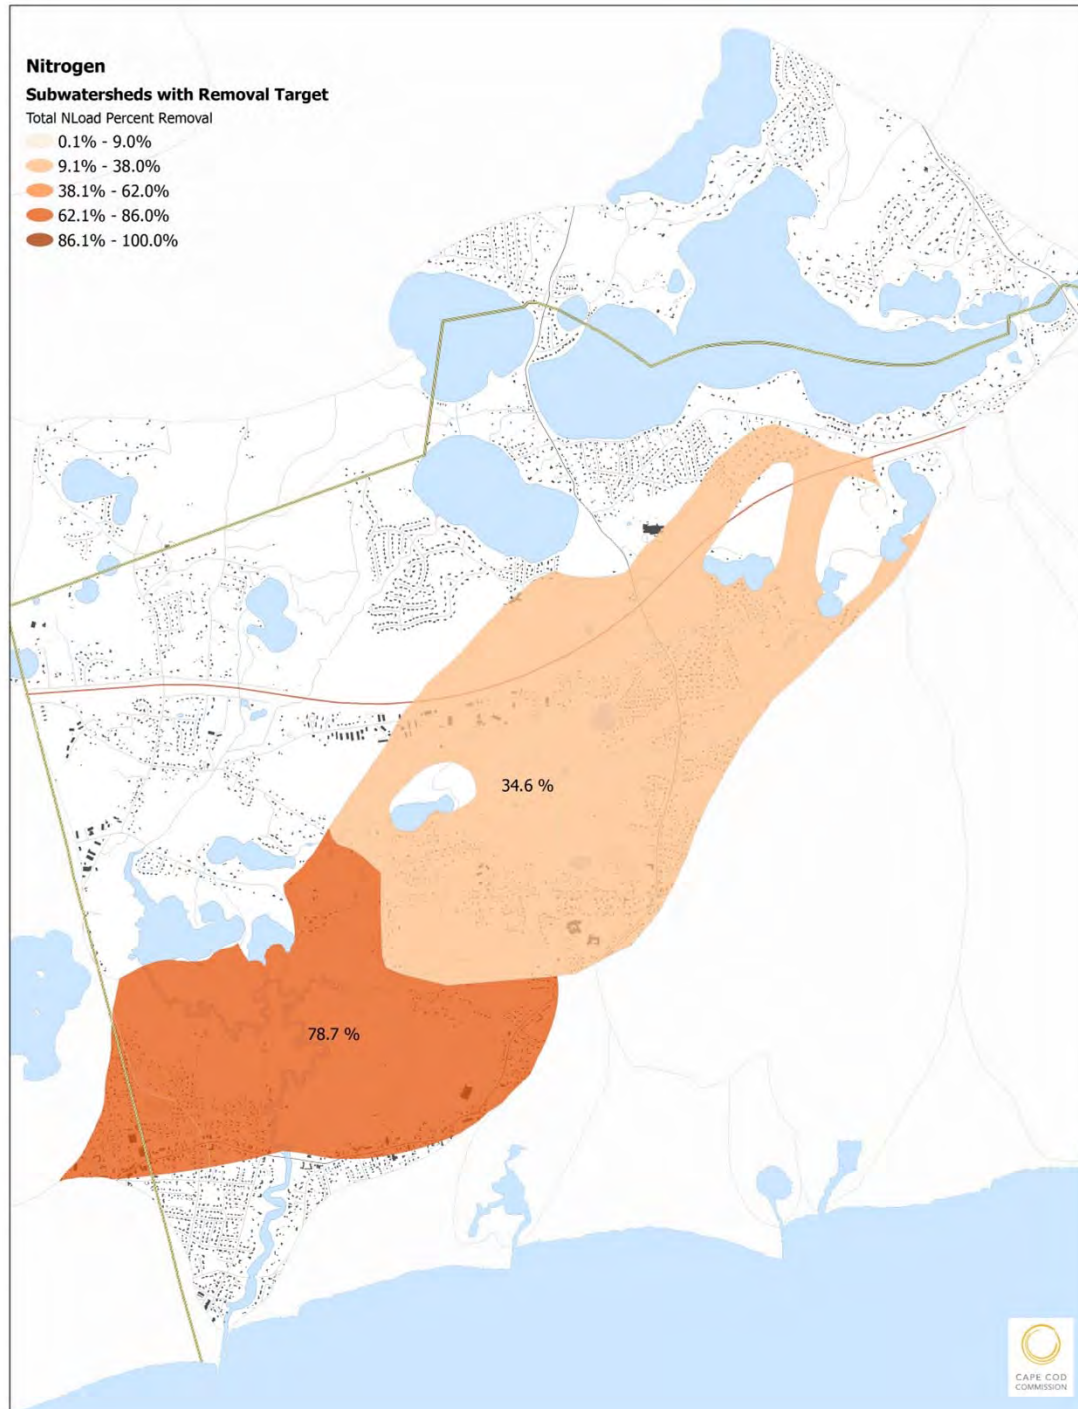 Nitrogen
Subwatersheds with Removal Target
Total NLoad Percent Removal
0.1% - 9.0%
9.1% - 38.0%
38.1% - 62.0%
62.1% - 86.0%
86.1% - 100.0%
34.6 %
78.7 %
CAPE COD
COMMISSION